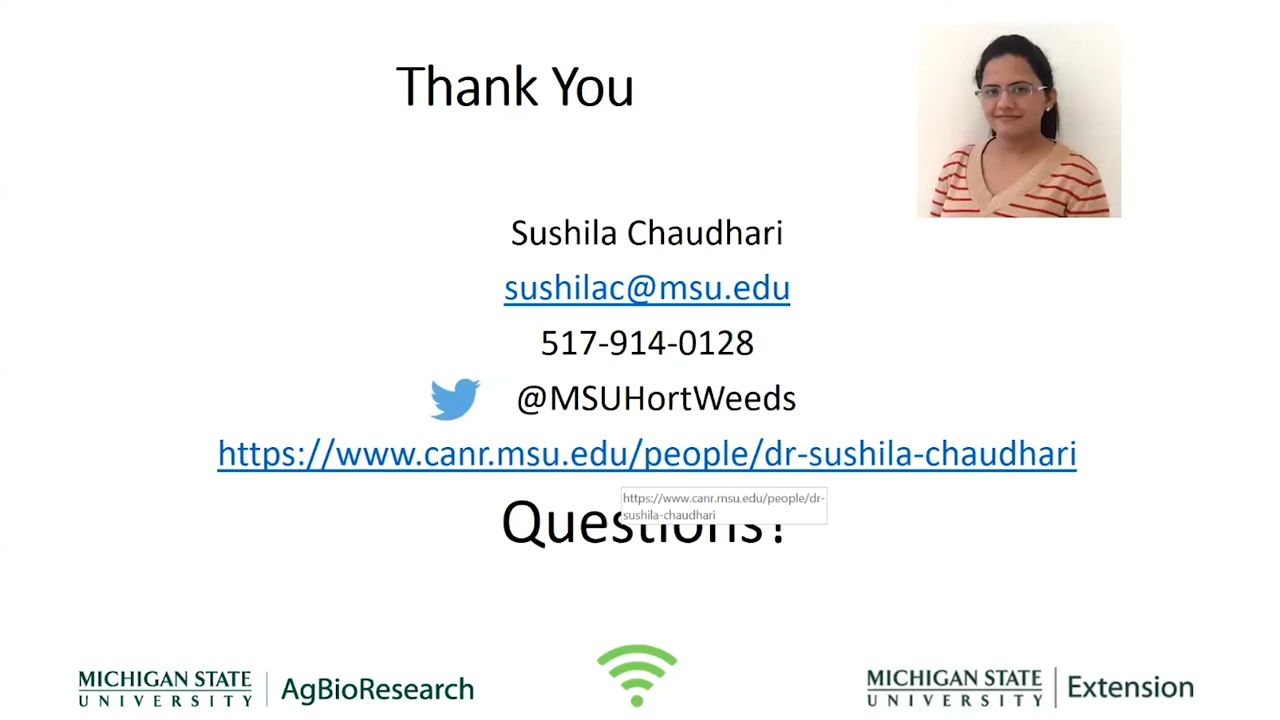 Thank You
Sushila Chaudhari
sushilac@msu.edu
517-914-0128
@MSUHortWeeds
https://www.canr.msu.edu/people/dr-sushila-chaudhari
https://www.canr.msu.edu/people/dr-
sushila-chaudhari
Questions?
MICHIGAN STATE
UNIVERSITY
AgBioResearch
MICHIGAN STATE
UNIVERSITY
Extension